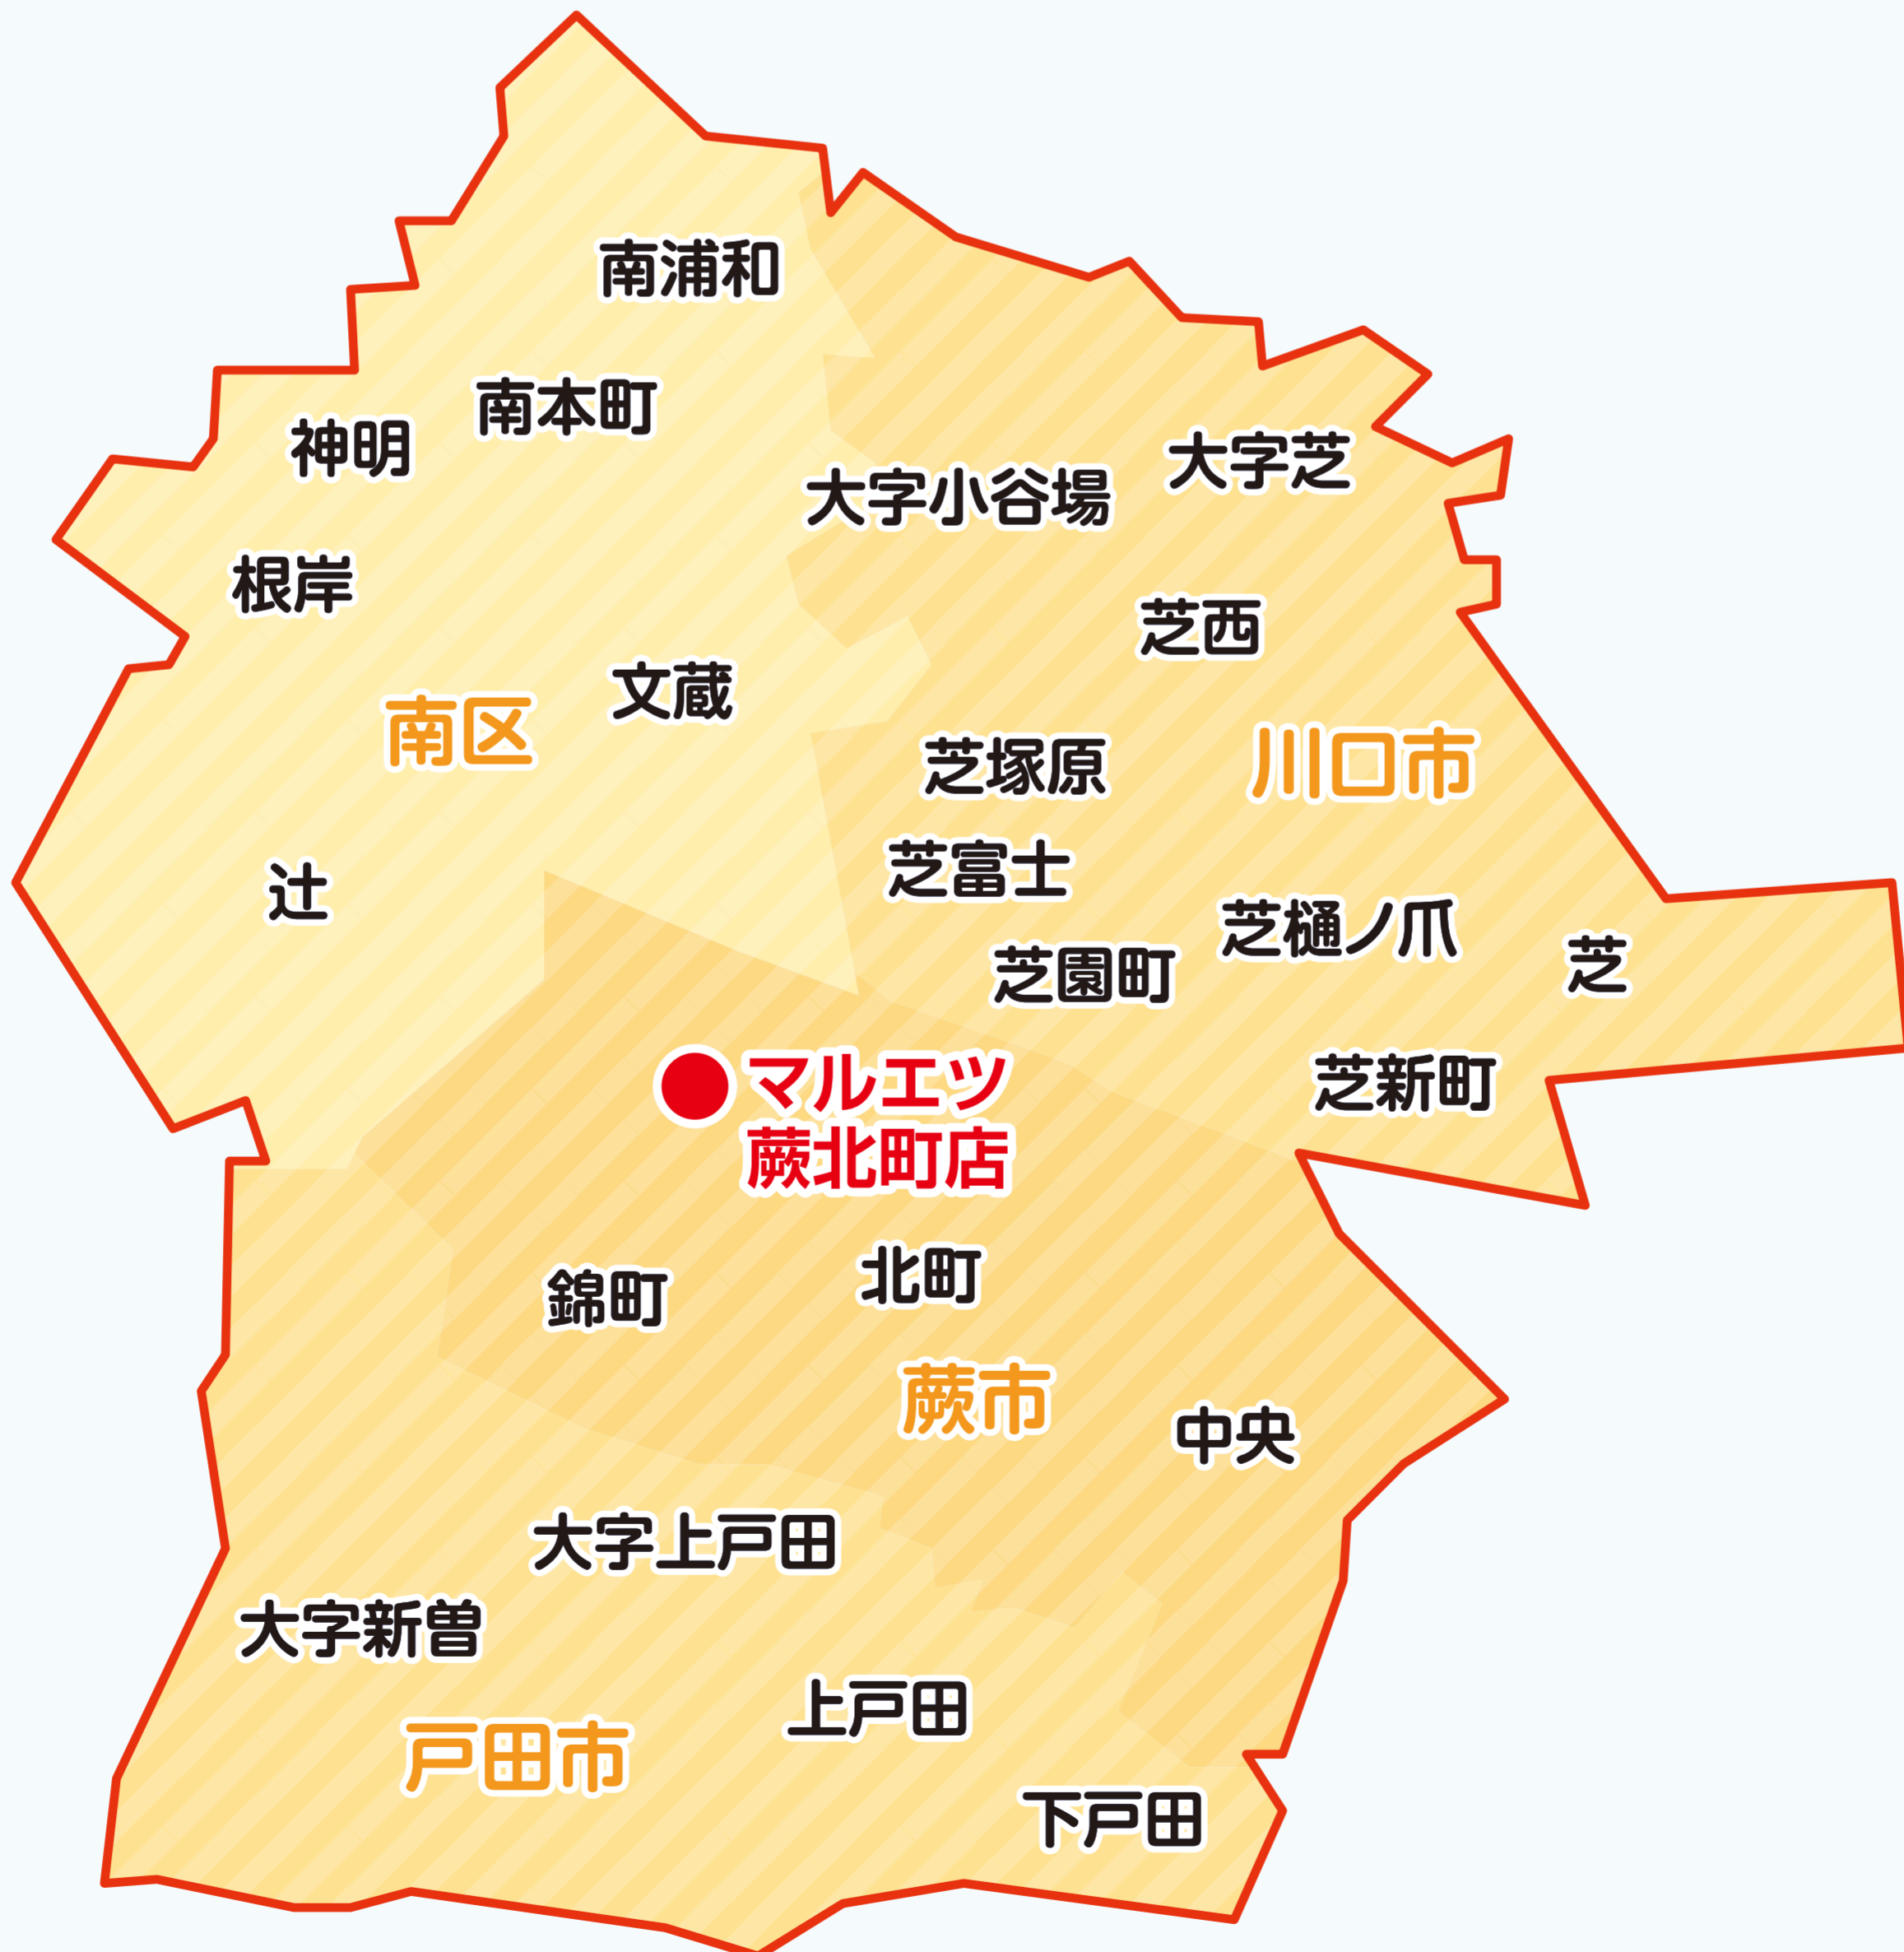 南浦和
南本町
神明
大字芝
大字小谷場
根岸
芝西
文蔵
南区
芝塚原
川口市
芝富士
辻
芝樋ノ爪
芝
芝園町
マルエツ
蕨北町店
芝新町
北町
錦町
蕨市
中央
大字上戸田
大字新曽
上戸田
戸田市
下戸田